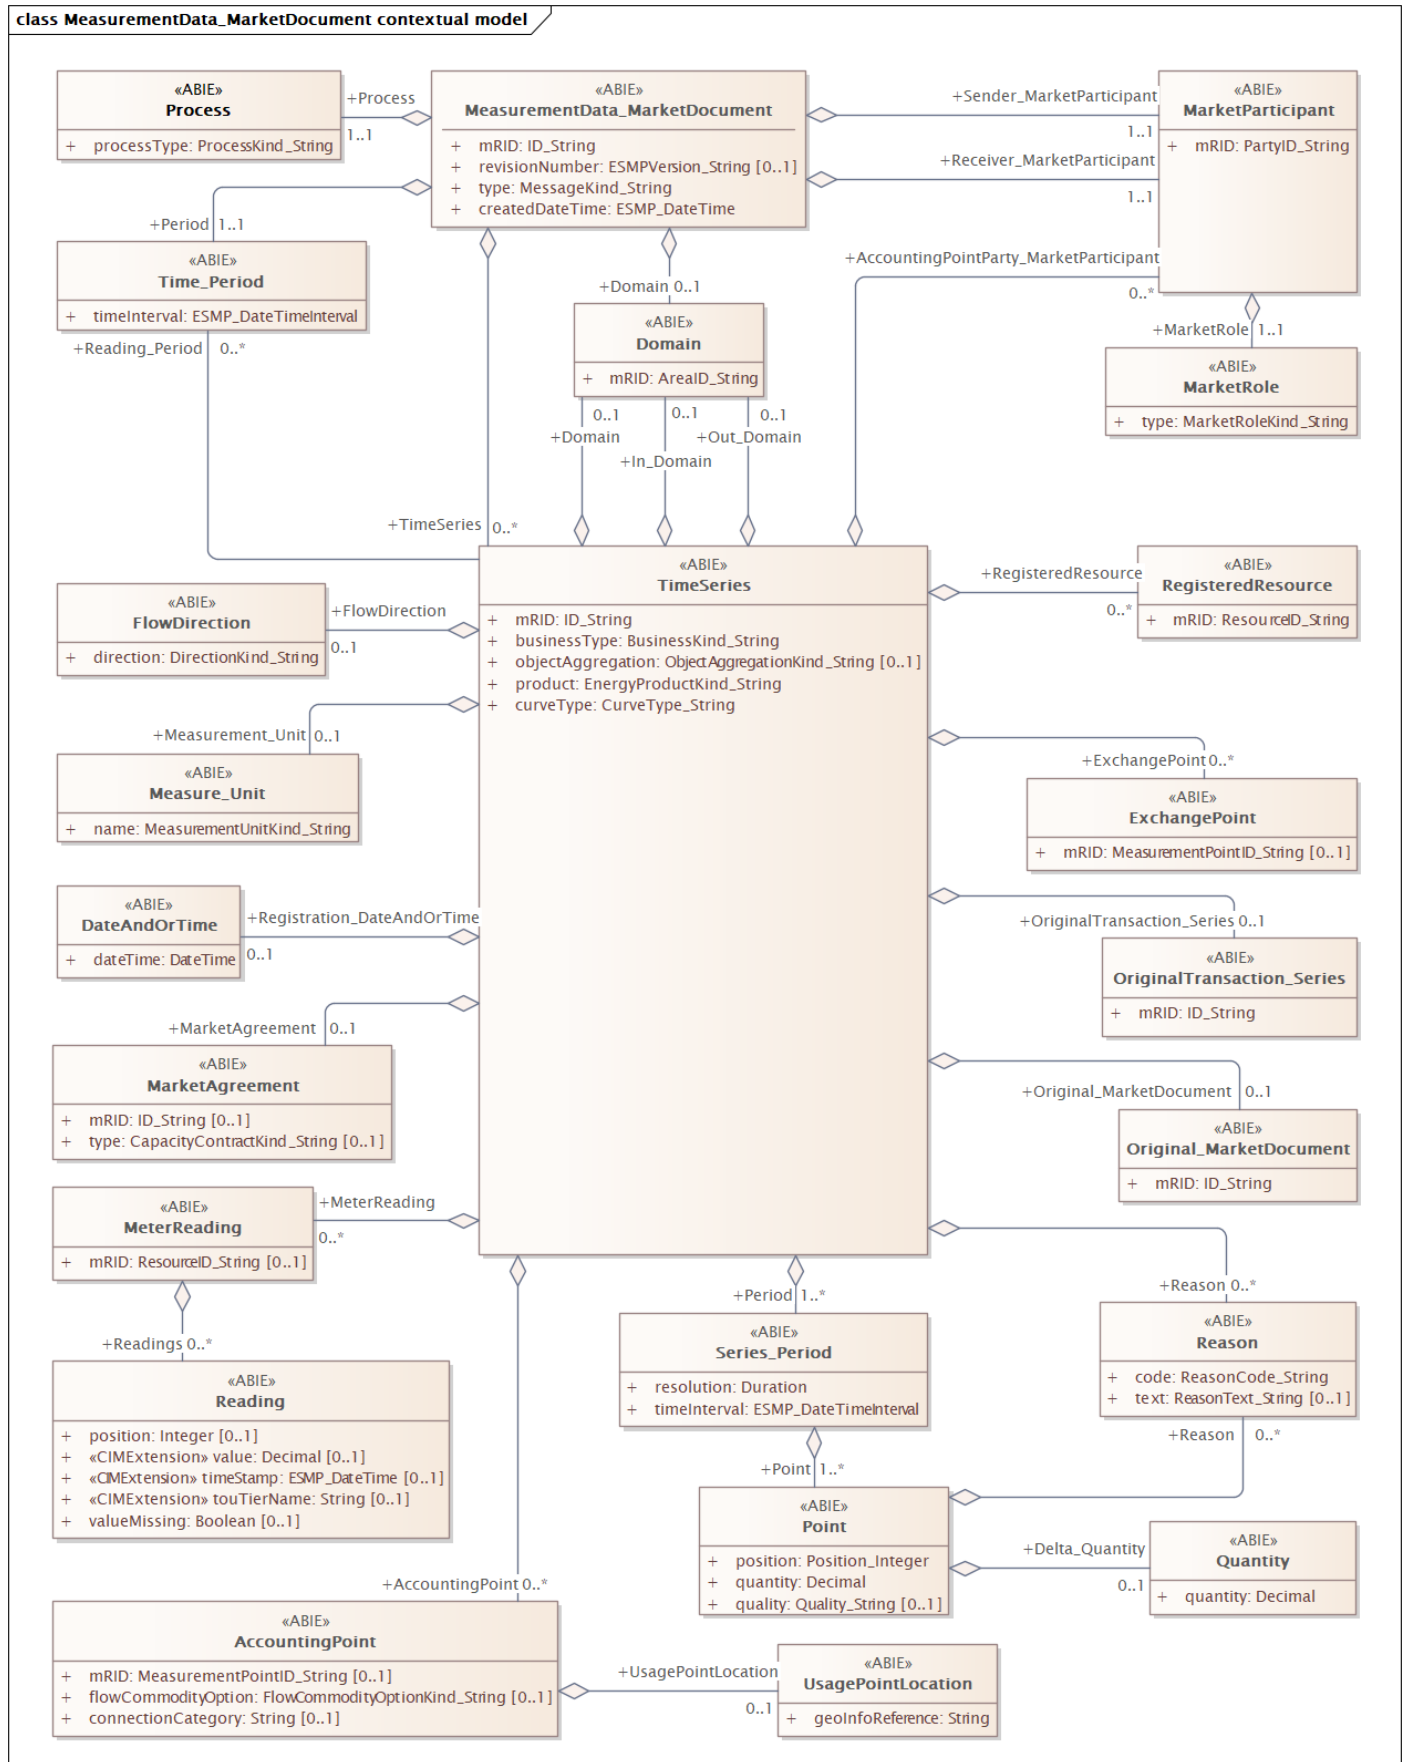 class MeasurementData_MarketDocument contextual model
«ABIE»
Process
+ processType: ProcessKind_String
+Process
1..1
«ABIE»
MeasurementData_MarketDocument
+ mRID: ID_String
+ revisionNumber: ESMPVersion_String [0..1]
+ type: MessageKind_String
+ createdDateTime: ESMP_DateTime
+Sender_MarketParticipant
1..1
+Receiver_MarketParticipant
1..1
«ABIE»
MarketParticipant
+ mRID: PartyID_String
+Period 1..1
«ABIE»
Time_Period
+ timeInterval: ESMP_DateTimeInterval
+Reading_Period 0..*
+Domain 0..1
«ABIE»
Domain
+ mRID: AreaID_String
0..1
+Domain
0..1
+In_Domain
0..1
+Out_Domain
+AccountingPointParty_MarketParticipant
0..*
+MarketRole 1..1
«ABIE»
MarketRole
+ type: MarketRoleKind_String
+TimeSeries 0..*
«ABIE»
TimeSeries
+ mRID: ID_String
+ businessType: BusinessKind_String
+ objectAggregation: ObjectAggregationKind_String [0..1]
+ product: EnergyProductKind_String
+ curveType: CurveType_String
«ABIE»
FlowDirection
+ direction: DirectionKind_String
+FlowDirection
0..1
+RegisteredResource
0..*
«ABIE»
RegisteredResource
+ mRID: ResourceID_String
+Measurement_Unit 0..1
«ABIE»
Measure_Unit
+ name: MeasurementUnitKind_String
+ExchangePoint 0..*
«ABIE»
ExchangePoint
+ mRID: MeasurementPointID_String [0..1]
«ABIE»
DateAndOrTime
+ dateTime: DateTime
+Registration_DateAndOrTime
0..1
+OriginalTransaction_Series 0..1
«ABIE»
OriginalTransaction_Series
+ mRID: ID_String
+MarketAgreement 0..1
«ABIE»
MarketAgreement
+ mRID: ID_String [0..1]
+ type: CapacityContractKind_String [0..1]
+Original_MarketDocument 0..1
«ABIE»
Original_MarketDocument
+ mRID: ID_String
«ABIE»
MeterReading
+ mRID: ResourceID_String [0..1]
+MeterReading
0..*
+Readings 0..*
«ABIE»
Reading
+ position: Integer [0..1]
+ «CIMExtension» value: Decimal [0..1]
+ «CIMExtension» timeStamp: ESMP_DateTime [0..1]
+ «CIMExtension» touTierName: String [0..1]
+ valueMissing: Boolean [0..1]
+Period 1..*
«ABIE»
Series_Period
+ resolution: Duration
+ timeInterval: ESMP_DateTimeInterval
+Reason 0..*
«ABIE»
Reason
+ code: ReasonCode_String
+ text: ReasonText_String [0..1]
+Reason 0..*
+Point 1..*
«ABIE»
Point
+ position: Position_Integer
+ quantity: Decimal
+ quality: Quality_String [0..1]
+Delta_Quantity
0..1
«ABIE»
Quantity
+ quantity: Decimal
+AccountingPoint 0..*
«ABIE»
AccountingPoint
+ mRID: MeasurementPointID_String [0..1]
+ flowCommodityOption: FlowCommodityOptionKind_String [0..1]
+ connectionCategory: String [0..1]
+UsagePointLocation
0..1
«ABIE»
UsagePointLocation
+ geoInfoReference: String